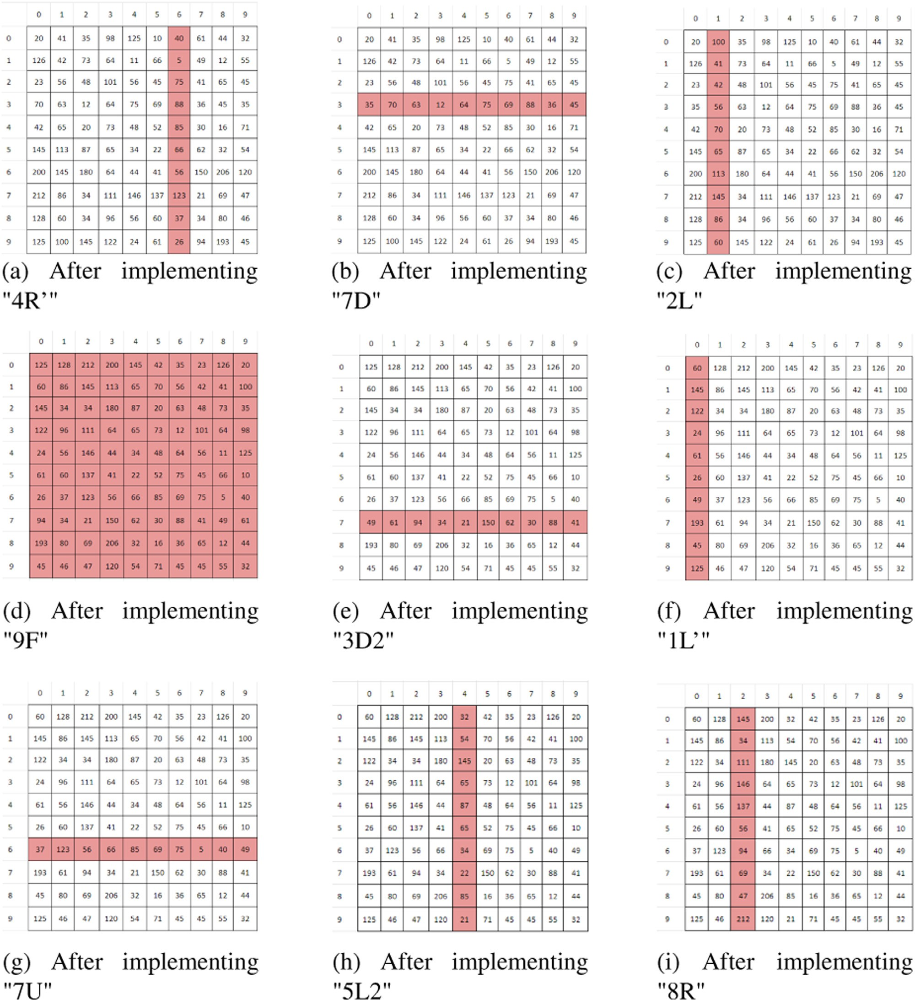 0 1 2 3 4 5 6 7 8 9
0 20 41 35 98 125 10 40 61 44 32
1 126 42 73 64 11 66 5 49 12 55
2 23 56 48 101 56 45 75 41 65 45
3 70 63 12 64 75 69 88 36 45 35
4 42 65 20 73 48 52 85 30 16 71
5 145 113 87 65 34 22 66 62 32 54
6 200 145 180 64 44 41 56 150 206 120
7 212 86 34 111 146 137 123 21 69 47
8 128 60 34 96 56 60 37 34 80 46
9 125 100 145 122 24 61 26 94 193 45
(a) After implementing
"4R’"
0 1 2 3 4 5 6 7 8 9
0 20 41 35 98 125 10 40 61 44 32
1 126 42 73 64 11 66 5 49 12 55
2 23 56 48 101 56 45 75 41 65 45
3 35 70 63 12 64 75 69 88 36 45
4 42 65 20 73 48 52 85 30 16 71
5 145 113 87 65 34 22 66 62 32 54
6 200 145 180 64 44 41 56 150 206 120
7 212 86 34 111 146 137 123 21 69 47
8 128 60 34 96 56 60 37 34 80 46
9 125 100 145 122 24 61 26 94 193 45
(b) After implementing
"7D"
0 1 2 3 4 5 6 7 8 9
0 20 100 35 98 125 10 40 61 44 32
1 126 41 73 64 11 66 5 49 12 55
2 23 42 48 101 56 45 75 41 65 45
3 35 56 63 12 64 75 69 88 36 45
4 42 70 20 73 48 52 85 30 16 71
5 145 65 87 65 34 22 66 62 32 54
6 200 113 180 64 44 41 56 150 206 120
7 212 145 34 111 146 137 123 21 69 47
8 128 86 34 96 56 60 37 34 80 46
9 125 60 145 122 24 61 26 94 193 45
(c) After implementing
"2L"
0 1 2 3 4 5 6 7 8 9
0 125 128 212 200 145 42 35 23 126 20
1 60 86 145 113 65 70 56 42 41 100
2 145 34 34 180 87 20 63 48 73 35
3 122 96 111 64 65 73 12 101 64 98
4 24 56 146 44 34 48 64 56 11 125
5 61 60 137 41 22 52 75 45 66 10
6 26 37 123 56 66 85 69 75 5 40
7 94 34 21 150 62 30 88 41 49 61
8 193 80 69 206 32 16 36 65 12 44
9 45 46 47 120 54 71 45 45 55 32
(d) After implementing
"9F"
0 1 2 3 4 5 6 7 8 9
0 125 128 212 200 145 42 35 23 126 20
1 60 86 145 113 65 70 56 42 41 100
2 145 34 34 180 87 20 63 48 73 35
3 122 96 111 64 65 73 12 101 64 98
4 24 56 146 44 34 48 64 56 11 125
5 61 60 137 41 22 52 75 45 66 10
6 26 37 123 56 66 85 69 75 5 40
7 49 61 94 34 21 150 62 30 88 41
8 193 80 69 206 32 16 36 65 12 44
9 45 46 47 120 54 71 45 45 55 32
(e) After implementing
"3D2"
0 1 2 3 4 5 6 7 8 9
0 60 128 212 200 145 42 35 23 126 20
1 145 86 145 113 65 70 56 42 41 100
2 122 34 34 180 87 20 63 48 73 35
3 24 96 111 64 65 73 12 101 64 98
4 61 56 146 44 34 48 64 56 11 125
5 26 60 137 41 22 52 75 45 66 10
6 49 37 123 56 66 85 69 75 5 40
7 193 61 94 34 21 150 62 30 88 41
8 45 80 69 206 32 16 36 65 12 44
9 125 46 47 120 54 71 45 45 55 32
(f) After implementing
"1L’"
0 1 2 3 4 5 6 7 8 9
0 60 128 212 200 145 42 35 23 126 20
1 145 86 145 113 65 70 56 42 41 100
2 122 34 34 180 87 20 63 48 73 35
3 24 96 111 64 65 73 12 101 64 98
4 61 56 146 44 34 48 64 56 11 125
5 26 60 137 41 22 52 75 45 66 10
6 37 123 56 66 85 69 75 5 40 49
7 193 61 94 34 21 150 62 30 88 41
8 45 80 69 206 32 16 36 65 12 44
9 125 46 47 120 54 71 45 45 55 32
(g) After implementing
"7U"
0 1 2 3 4 5 6 7 8 9
0 60 128 212 200 32 42 35 23 126 20
1 145 86 145 113 54 70 56 42 41 100
2 122 34 34 180 145 20 63 48 73 35
3 24 96 111 64 65 73 12 101 64 98
4 61 56 146 44 87 48 64 56 11 125
5 26 60 137 41 65 52 75 45 66 10
6 37 123 56 66 34 69 75 5 40 49
7 193 61 94 34 22 150 62 30 88 41
8 45 80 69 206 85 16 36 65 12 44
9 125 46 47 120 21 71 45 45 55 32
(h) After implementing
"5L2"
0 1 2 3 4 5 6 7 8 9
0 60 128 145 200 32 42 35 23 126 20
1 145 86 34 113 54 70 56 42 41 100
2 122 34 111 180 145 20 63 48 73 35
3 24 96 146 64 65 73 12 101 64 98
4 61 56 137 44 87 48 64 56 11 125
5 26 60 56 41 65 52 75 45 66 10
6 37 123 94 66 34 69 75 5 40 49
7 193 61 69 34 22 150 62 30 88 41
8 45 80 47 206 85 16 36 65 12 44
9 125 46 212 120 21 71 45 45 55 32
(i) After implementing
"8R"